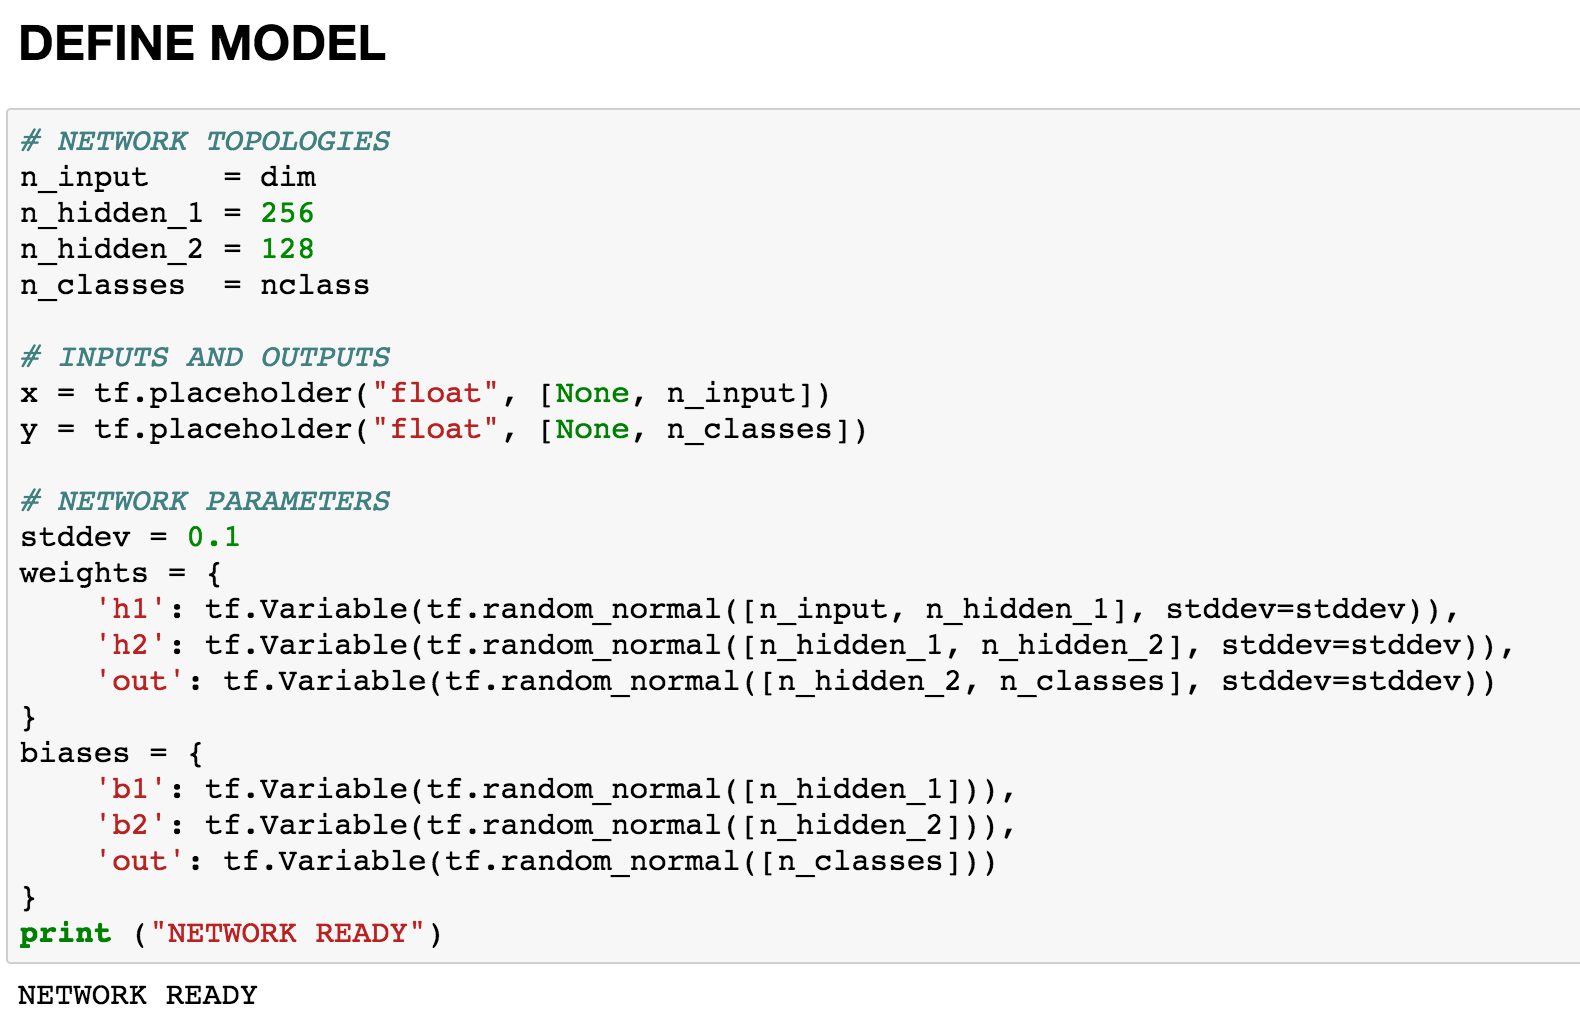 DEFINE MODEL
# NETWORK TOPOLOGIES
n_input    = dim
n_hidden_1 = 256
n_hidden_2 = 128
n_classes  = nclass
# INPUTS AND OUTPUTS
x = tf.placeholder("float", [None, n_input])
y = tf.placeholder("float", [None, n_classes])
# NETWORK PARAMETERS
stddev = 0.1
weights = {
    'h1': tf.Variable(tf.random_normal([n_input, n_hidden_1], stddev=stddev)),
    'h2': tf.Variable(tf.random_normal([n_hidden_1, n_hidden_2], stddev=stddev)),
    'out': tf.Variable(tf.random_normal([n_hidden_2, n_classes], stddev=stddev))
}
biases = {
    'b1': tf.Variable(tf.random_normal([n_hidden_1])),
    'b2': tf.Variable(tf.random_normal([n_hidden_2])),
    'out': tf.Variable(tf.random_normal([n_classes]))
}
print ("NETWORK READY")
NETWORK READY